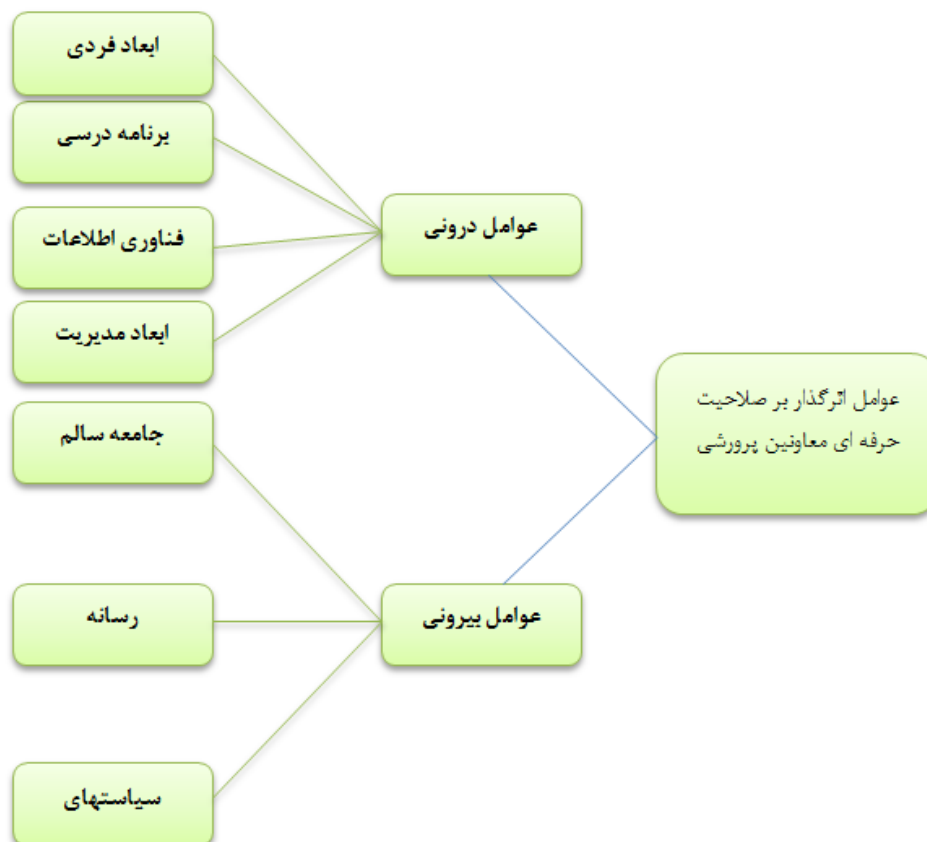 ابعاد فردی
برنامه درسی
فناوری اطلاعات
ابعاد مدیریت
جامعه سالم
رسانه
سیاستهای
عوامل درونی
عوامل بیرونی
عوامل اثرگذار بر صلاحیت
حرفه ای معاونین پرورشی